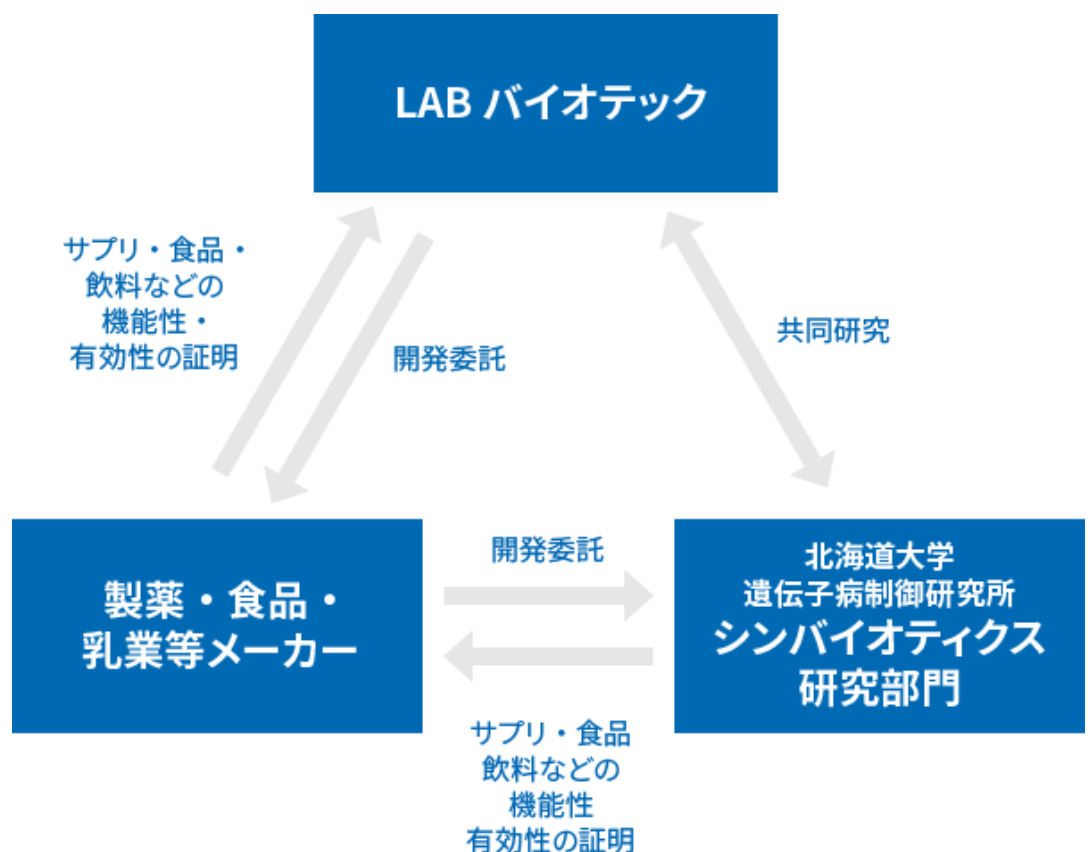 LAB バイオテック
サプリ・食品・
飲料などの
機能性・
有効性の証明
開発委託
共同研究
製薬・食品・
乳業等メーカー
開発委託
サプリ・食品
飲料などの
機能性
有効性の証明
北海道大学
遺伝子病制御研究所
シンバイオティクス
研究部門